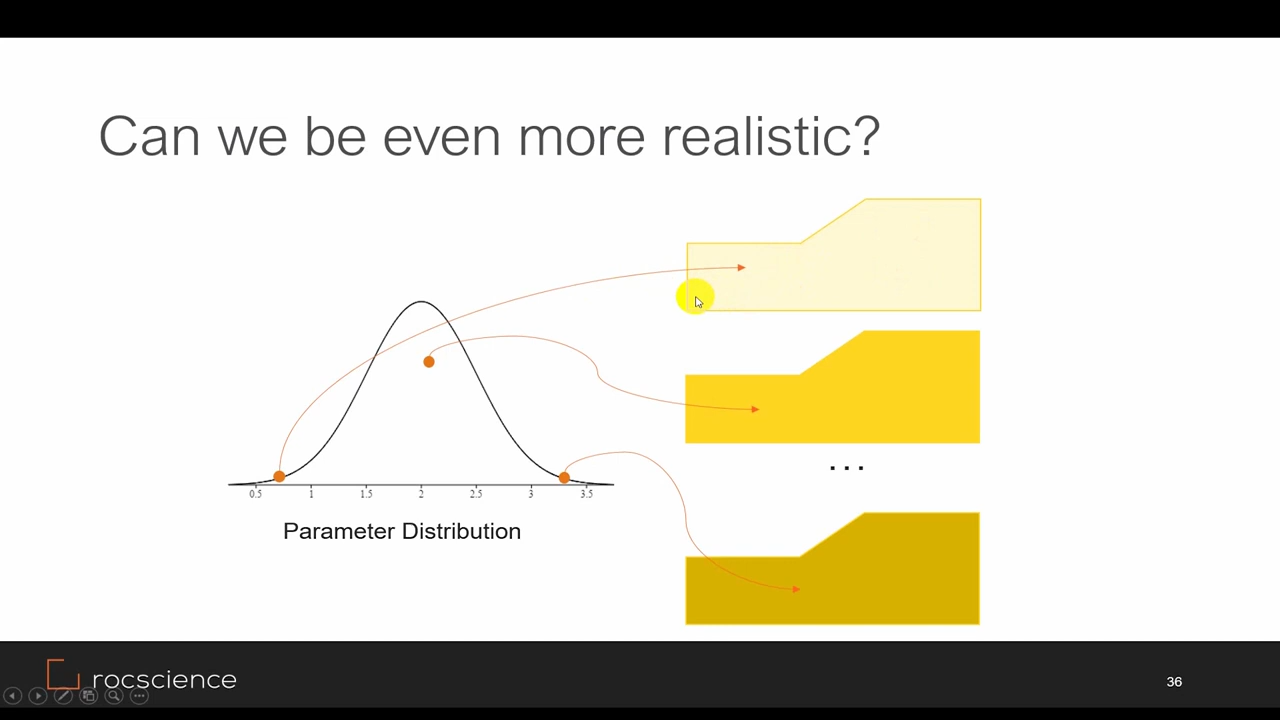 Can we be even more realistic?
0.5 1 1.5 2 2.5 3 3.5
Parameter Distribution
...
rocscience
36